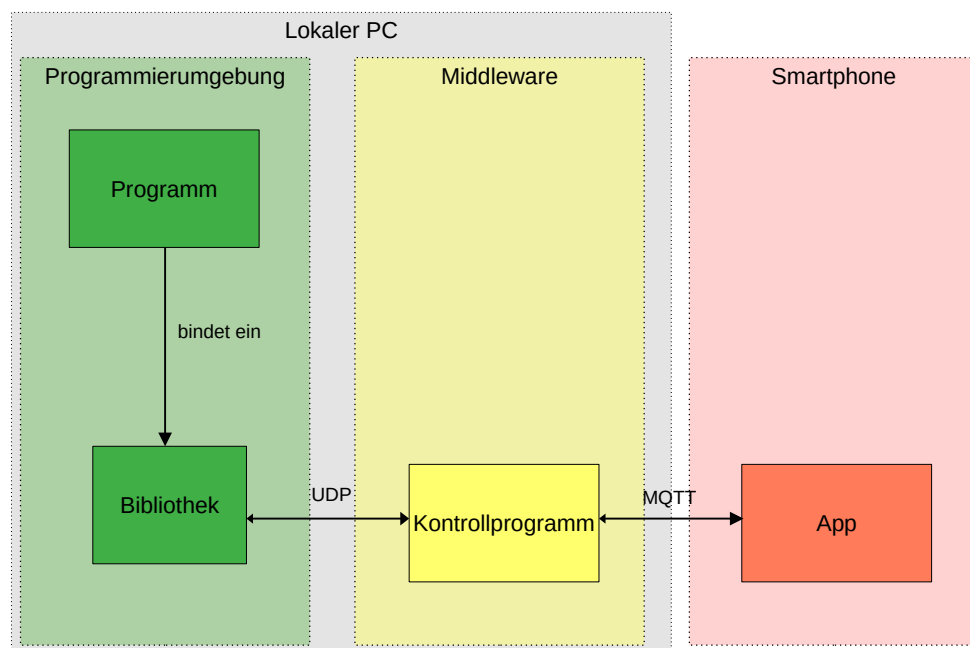 Lokaler PC
Programmierumgebung
Middleware
Smartphone
Programm
bindet ein
Bibliothek
UDP
Kontrollprogramm
MQTT
App